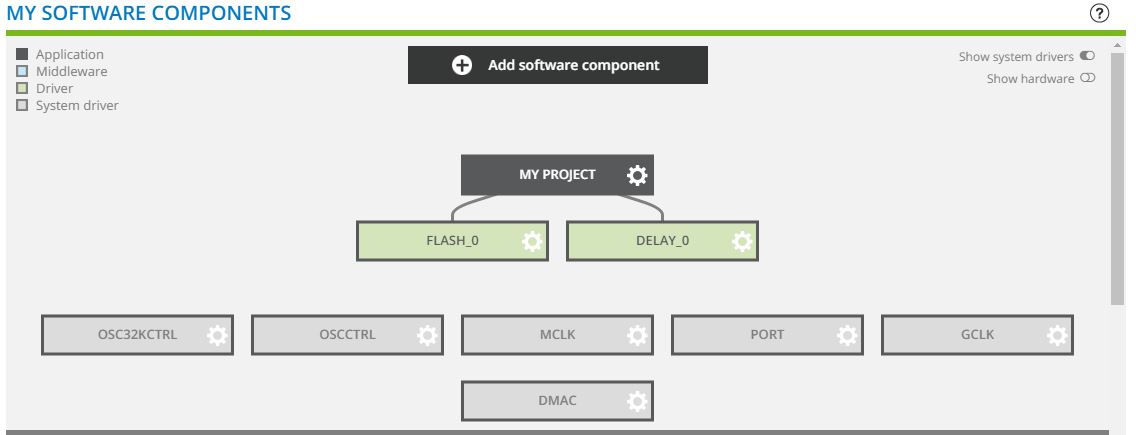 MY SOFTWARE COMPONENTS
?
Application
Middleware
Driver
System driver
Add software component
Show system drivers
Show hardware
MY PROJECT
FLASH_0
DELAY_0
OSC32KCTRL
OSCCTRL
MCLK
PORT
GCLK
DMAC